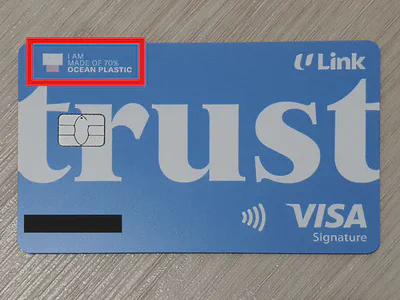 I AM
MADE OF 70%
OCEAN PLASTIC
Link
trust
VISA
Signature